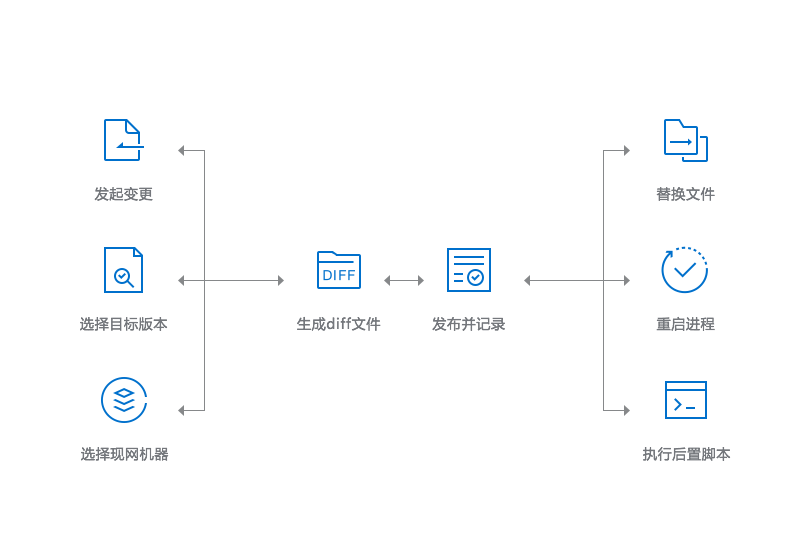 发起变更
选择目标版本
选择现网机器
DIFF
生成diff文件
发布并记录
替换文件
重启进程
执行后置脚本